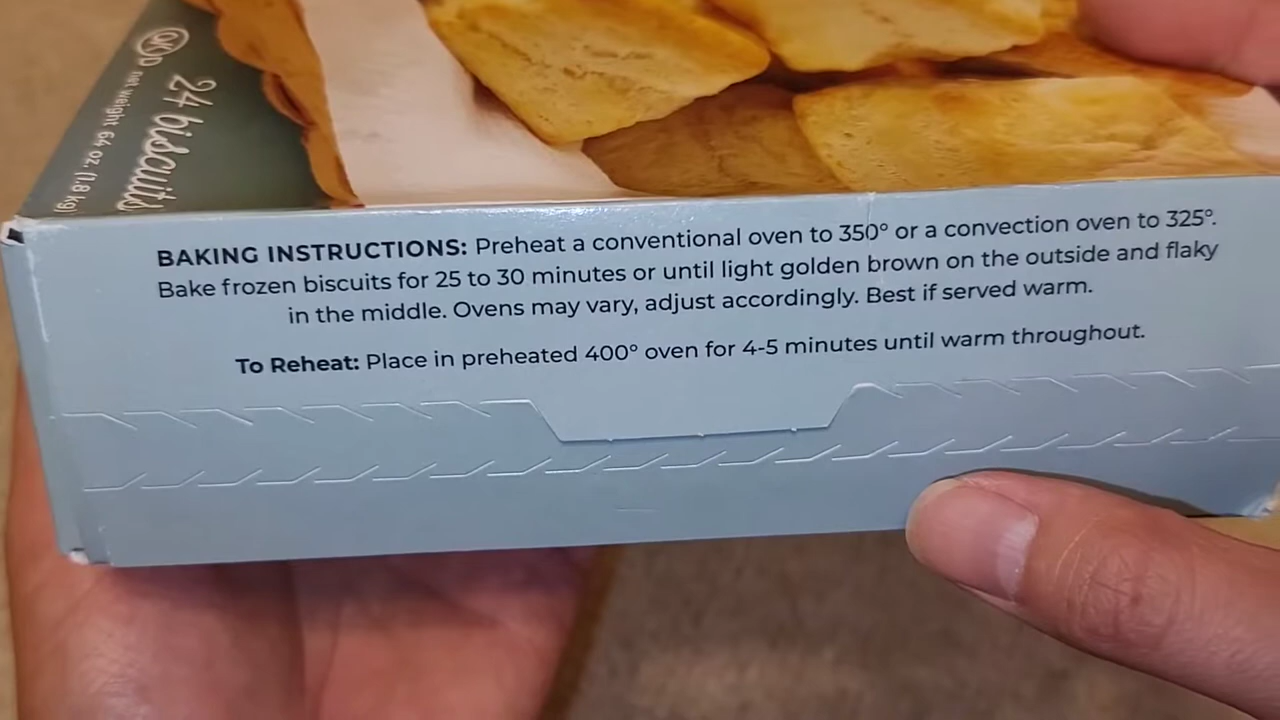 24 biscuits
net weight 64 oz. (1.8 kg)
BAKING INSTRUCTIONS: Preheat a conventional oven to 350° or a convection oven to 325°.
Bake frozen biscuits for 25 to 30 minutes or until light golden brown on the outside and flaky
in the middle. Ovens may vary, adjust accordingly. Best if served warm.
To Reheat: Place in preheated 400° oven for 4-5 minutes until warm throughout.